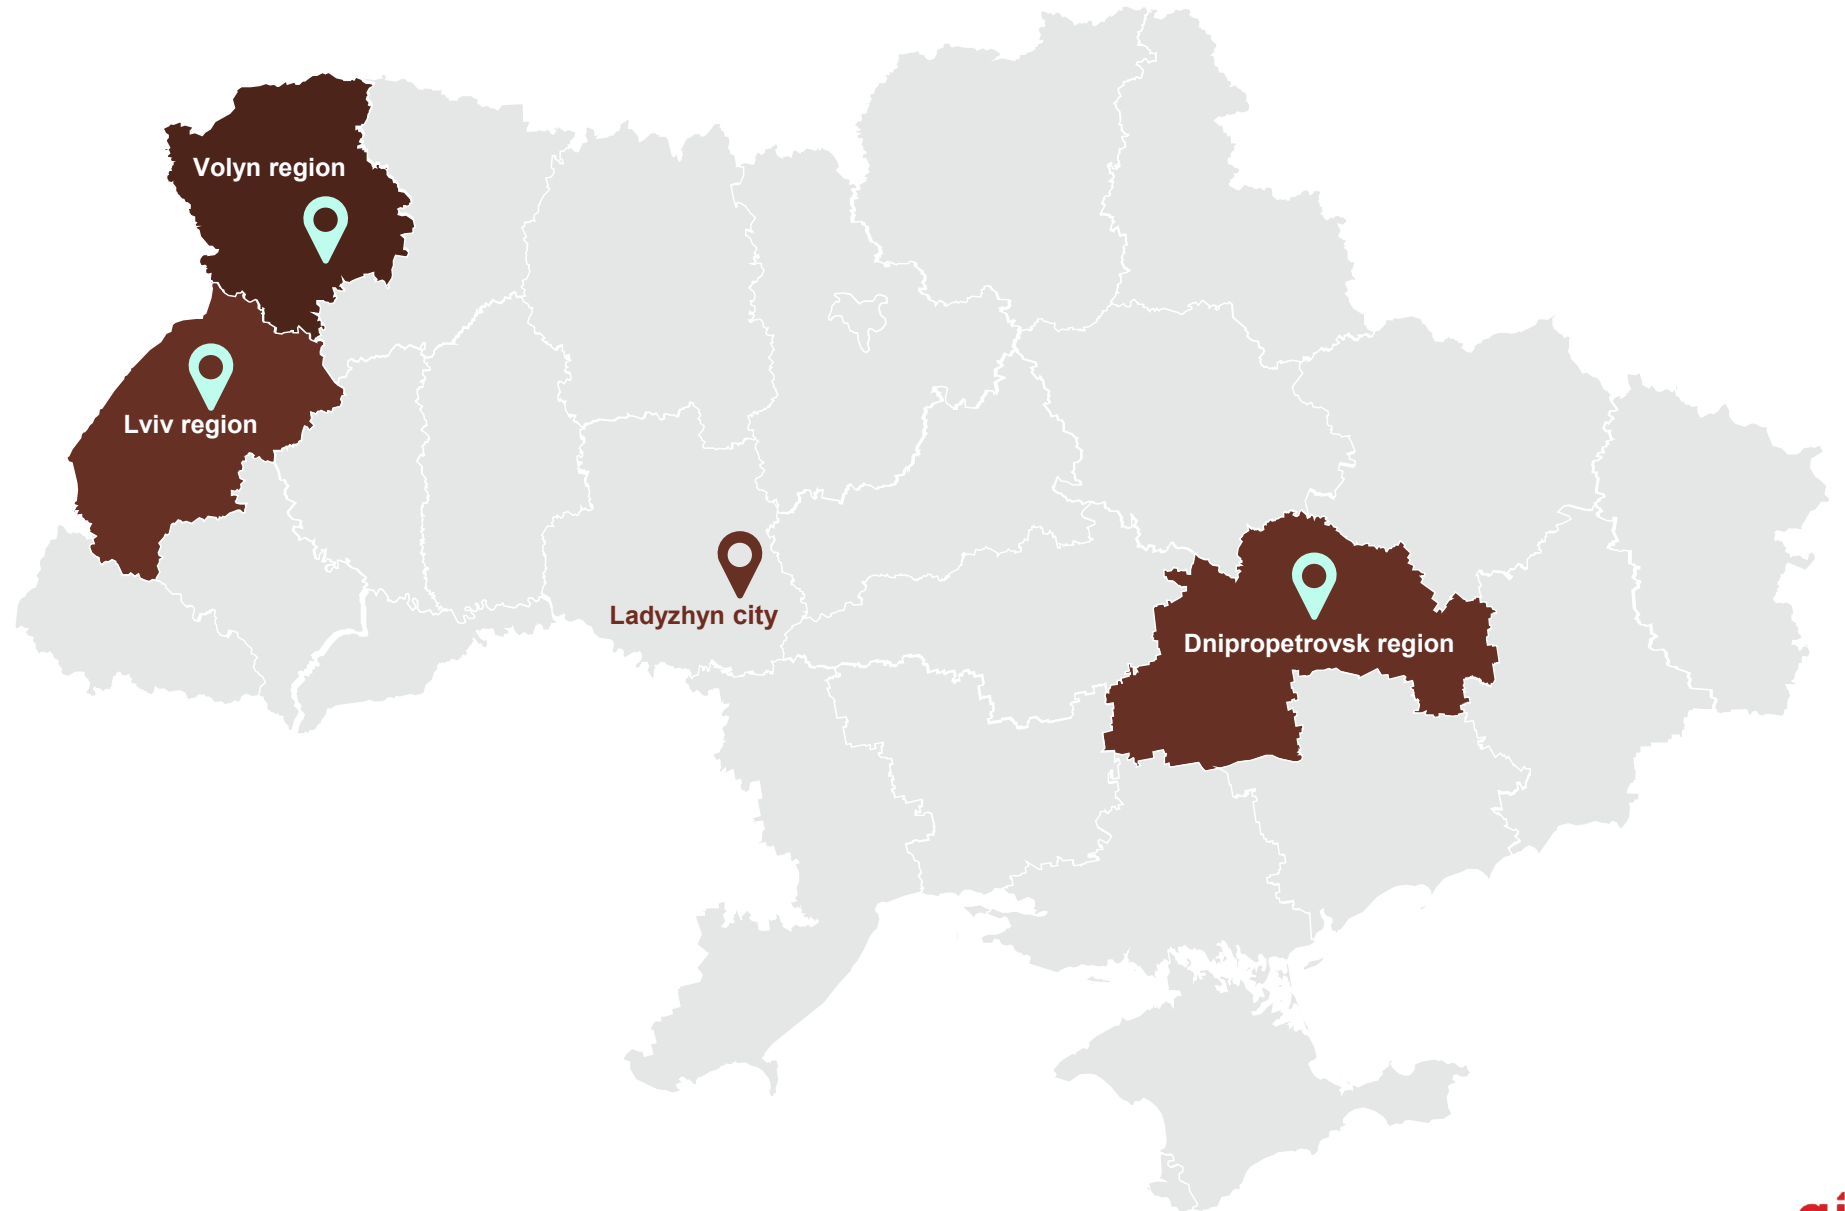 Volyn region
Lviv region
Ladyzhyn city
Dnipropetrovsk region